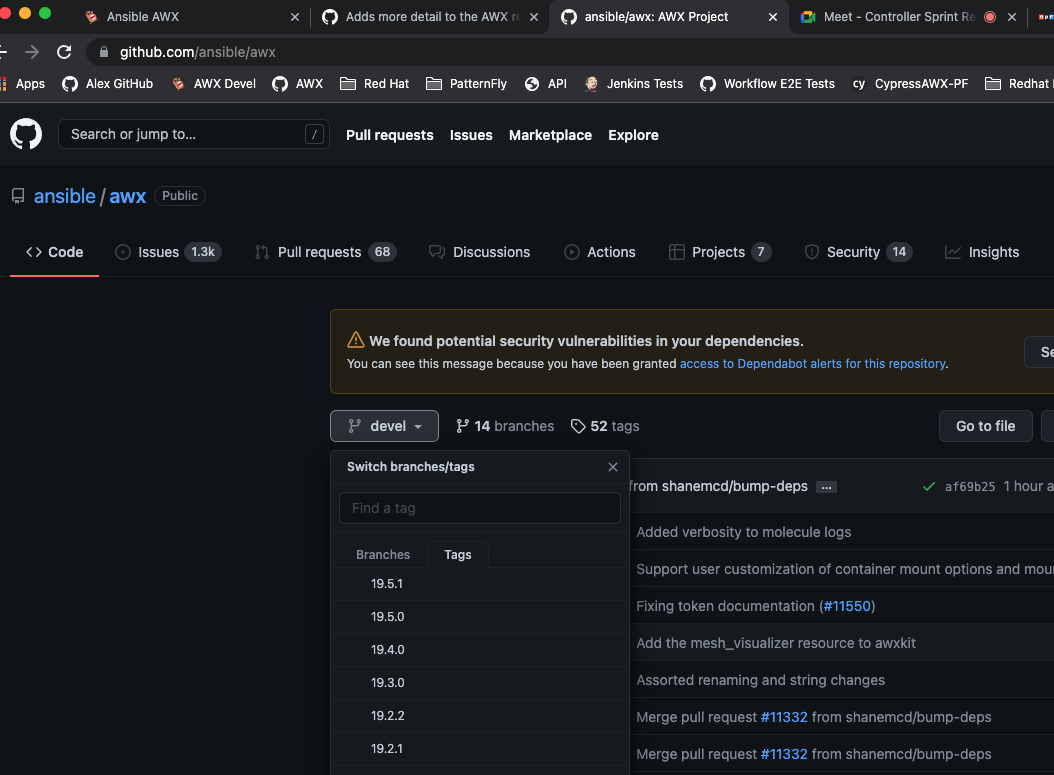 Ansible AWX
Adds more detail to the AWX re
ansible/awx: AWX Project
Meet - Controller Sprint Re
github.com/ansible/awx
Apps
Alex GitHub
AWX Devel
AWX
Red Hat
PatternFly
API
Jenkins Tests
Workflow E2E Tests
cy CypressAWX-PF
Redhat
Search or jump to...
/
Pull requests
Issues
Marketplace
Explore
ansible / awx Public
Code
Issues 1.3k
Pull requests 68
Discussions
Actions
Projects 7
Security 14
Insights
We found potential security vulnerabilities in your dependencies.
You can see this message because you have been granted access to Dependabot alerts for this repository.
Se
devel
14 branches
52 tags
Go to file
Switch branches/tags
Find a tag
Branches
Tags
19.5.1
19.5.0
19.4.0
19.3.0
19.2.2
19.2.1
from shanemcd/bump-deps ...
af69b25 1 hour a
Added verbosity to molecule logs
Support user customization of container mount options and mou
Fixing token documentation (#11550)
Add the mesh_visualizer resource to awxkit
Assorted renaming and string changes
Merge pull request #11332 from shanemcd/bump-deps
Merge pull request #11332 from shanemcd/bump-deps